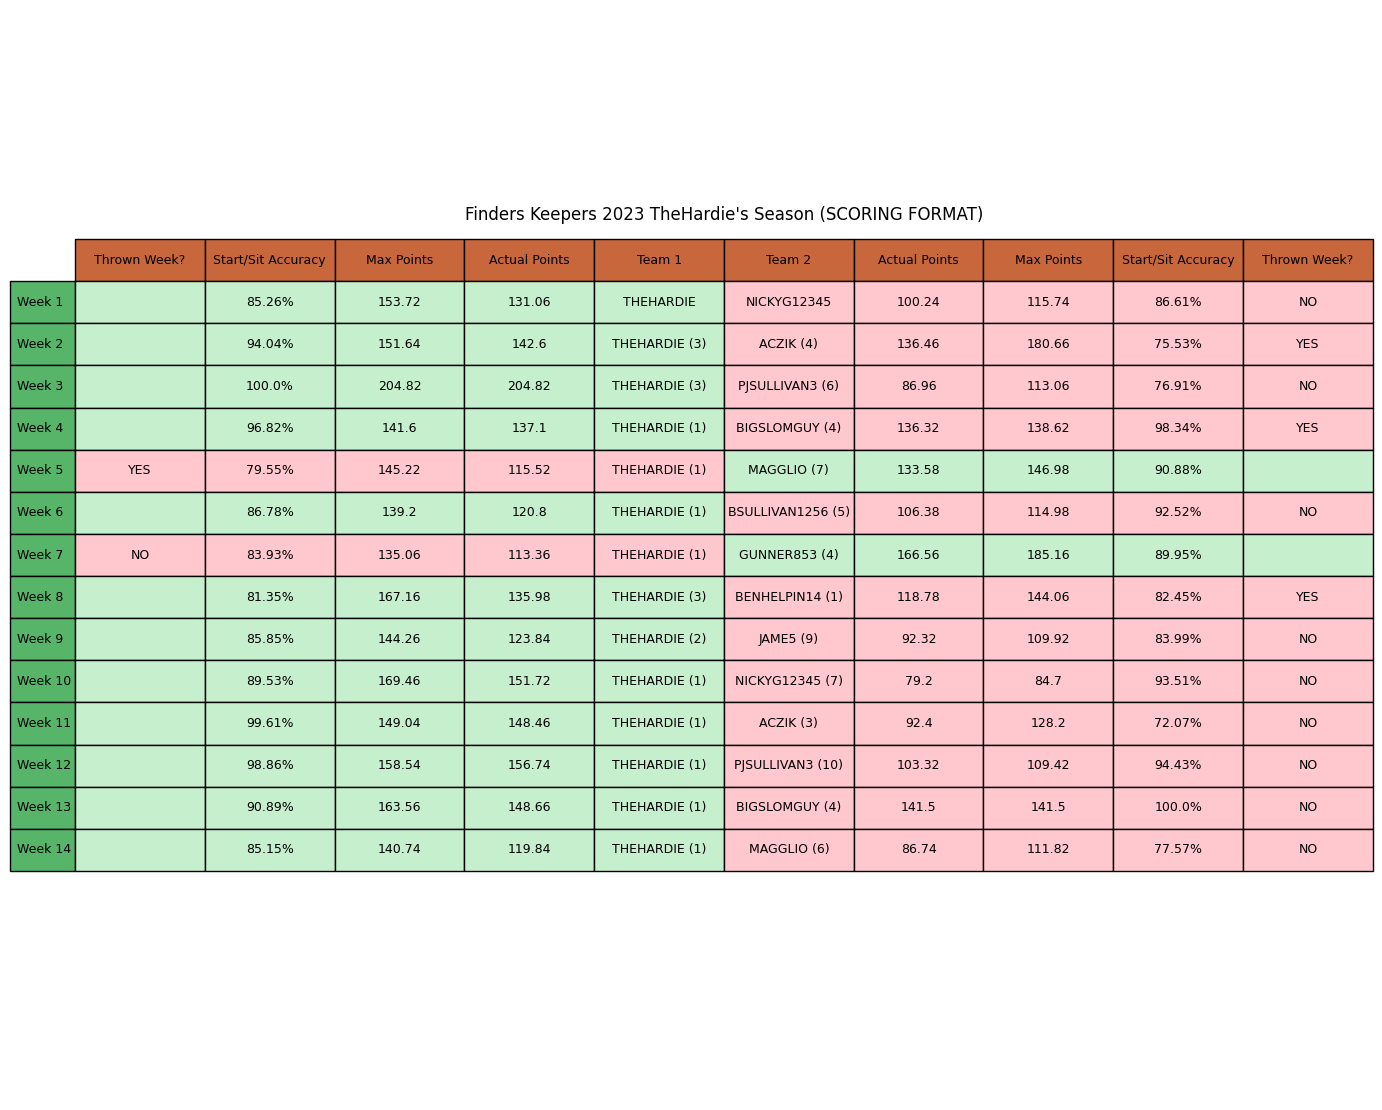 Finders Keepers 2023 TheHardie's Season (SCORING FORMAT)
Thrown Week? Start/Sit Accuracy Max Points Actual Points Team 1 Team 2 Actual Points Max Points Start/Sit Accuracy Thrown Week?
Week 1 85.26% 153.72 131.06 THEHARDIE NICKYG12345 100.24 115.74 86.61% NO
Week 2 94.04% 151.64 142.6 THEHARDIE (3) ACZIK (4) 136.46 180.66 75.53% YES
Week 3 100.0% 204.82 204.82 THEHARDIE (3) PJSULLIVAN3 (6) 86.96 113.06 76.91% NO
Week 4 96.82% 141.6 137.1 THEHARDIE (1) BIGSLOMGUY (4) 136.32 138.62 98.34% YES
Week 5 YES 79.55% 145.22 115.52 THEHARDIE (1) MAGGLIO (7) 133.58 146.98 90.88%
Week 6 86.78% 139.2 120.8 THEHARDIE (1) BSULLIVAN1256 (5) 106.38 114.98 92.52% NO
Week 7 NO 83.93% 135.06 113.36 THEHARDIE (1) GUNNER853 (4) 166.56 185.16 89.95%
Week 8 81.35% 167.16 135.98 THEHARDIE (3) BENHELPIN14 (1) 118.78 144.06 82.45% YES
Week 9 85.85% 144.26 123.84 THEHARDIE (2) JAME5 (9) 92.32 109.92 83.99% NO
Week 10 89.53% 169.46 151.72 THEHARDIE (1) NICKYG12345 (7) 79.2 84.7 93.51% NO
Week 11 99.61% 149.04 148.46 THEHARDIE (1) ACZIK (3) 92.4 128.2 72.07% NO
Week 12 98.86% 158.54 156.74 THEHARDIE (1) PJSULLIVAN3 (10) 103.32 109.42 94.43% NO
Week 13 90.89% 163.56 148.66 THEHARDIE (1) BIGSLOMGUY (4) 141.5 141.5 100.0% NO
Week 14 85.15% 140.74 119.84 THEHARDIE (1) MAGGLIO (6) 86.74 111.82 77.57% NO